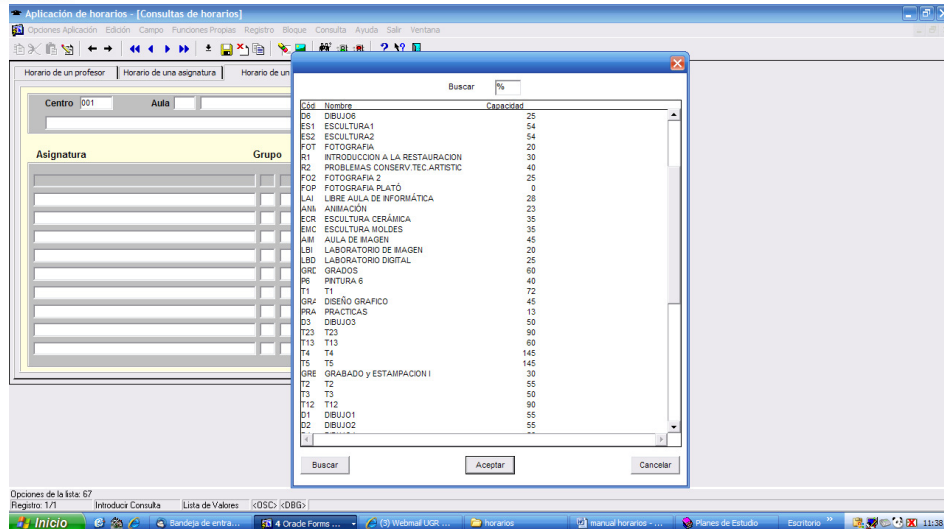 Aplicación de horarios - [Consultas de horarios]
Opciones Aplicación Edición Campo Funciones Propias Registro Bloque Consulta Ayuda Salir Ventana
Horario de un profesor Horario de una asignatura Horario de un
Centro 001 Aula
Asignatura Grupo
Buscar %
Cód Nombre Capacidad
D6 DIBUJO6 25
ES1 ESCULTURA1 54
ES2 ESCULTURA2 54
FOT FOTOGRAFIA 20
R1 INTRODUCCION A LA RESTAURACION 30
R2 PROBLEMAS CONSERV.TEC.ARTISTIC 40
FO2 FOTOGRAFIA 2 25
FOP FOTOGRAFIA PLATÓ 0
LAI LIBRE AULA DE INFORMÁTICA 28
ANI ANIMACIÓN 23
ECR ESCULTURA CERÁMICA 35
EMC ESCULTURA MOLDES 35
AIM AULA DE IMAGEN 45
LBI LABORATORIO DE IMAGEN 20
LBD LABORATORIO DIGITAL 25
GRD GRADOS 60
P6 PINTURA 6 40
T1 T1 72
GRA DISEÑO GRAFICO 45
PRA PRACTICAS 13
D3 DIBUJO3 50
T23 T23 90
T13 T13 60
T4 T4 145
T5 T5 145
GRE GRABADO y ESTAMPACION I 30
T2 T2 55
T3 T3 50
T12 T12 90
D1 DIBUJO1 55
D2 DIBUJO2 55
Buscar Aceptar Cancelar
Opciones de la lista: 67
Registro: 1/1 Introducir Consulta Lista de Valores <OSC> <DBG>
Inicio Bandeja de entra... 4 Oracle Forms ... (3) Webmail UGR ... horarios manual horarios - ... Planes de Estudio Escritorio » 11:38